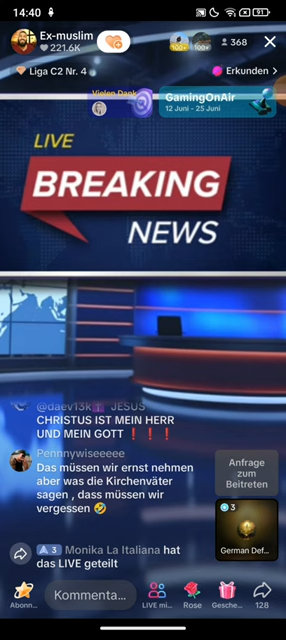 14:40
91
Ex-muslim
221.6K
100+
100+
368
Liga C2 Nr. 4
Erkunden >
Vielen Dank
GamingOnAir
12 Juni - 25 Juni
LIVE
BREAKING
NEWS
@daev13k JESUS
CHRISTUS IST MEIN HERR
UND MEIN GOTT❗❗❗
Pennnywiseeeee
Das müssen wir ernst nehmen
aber was die Kirchenväter
sagen , dass müssen wir
vergessen 🤣
Anfrage
zum
Beitreten
3
German Def...
3 Monika La Italiana hat
das LIVE geteilt
Abonn...
Kommenta...
LIVE mi...
Rose
Gesche...
128